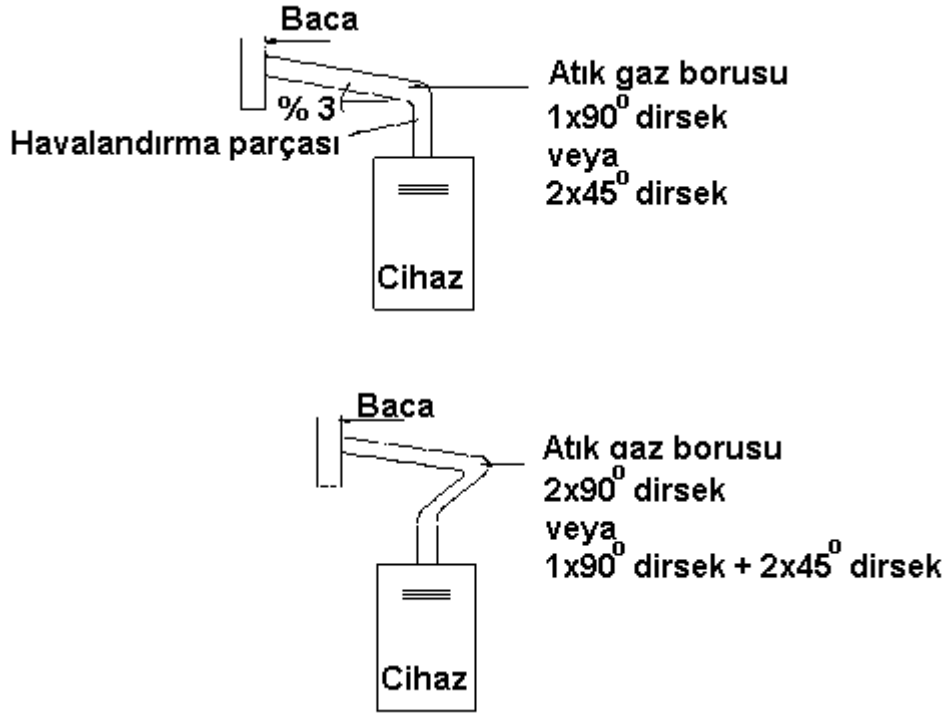 Baca
Atık gaz borusu
1x90° dirsek
% 3
Havalandırma parçası
veya
2x45° dirsek
Cihaz
Baca
Atık gaz borusu
2x90° dirsek
veya
1x90° dirsek + 2x45° dirsek
Cihaz